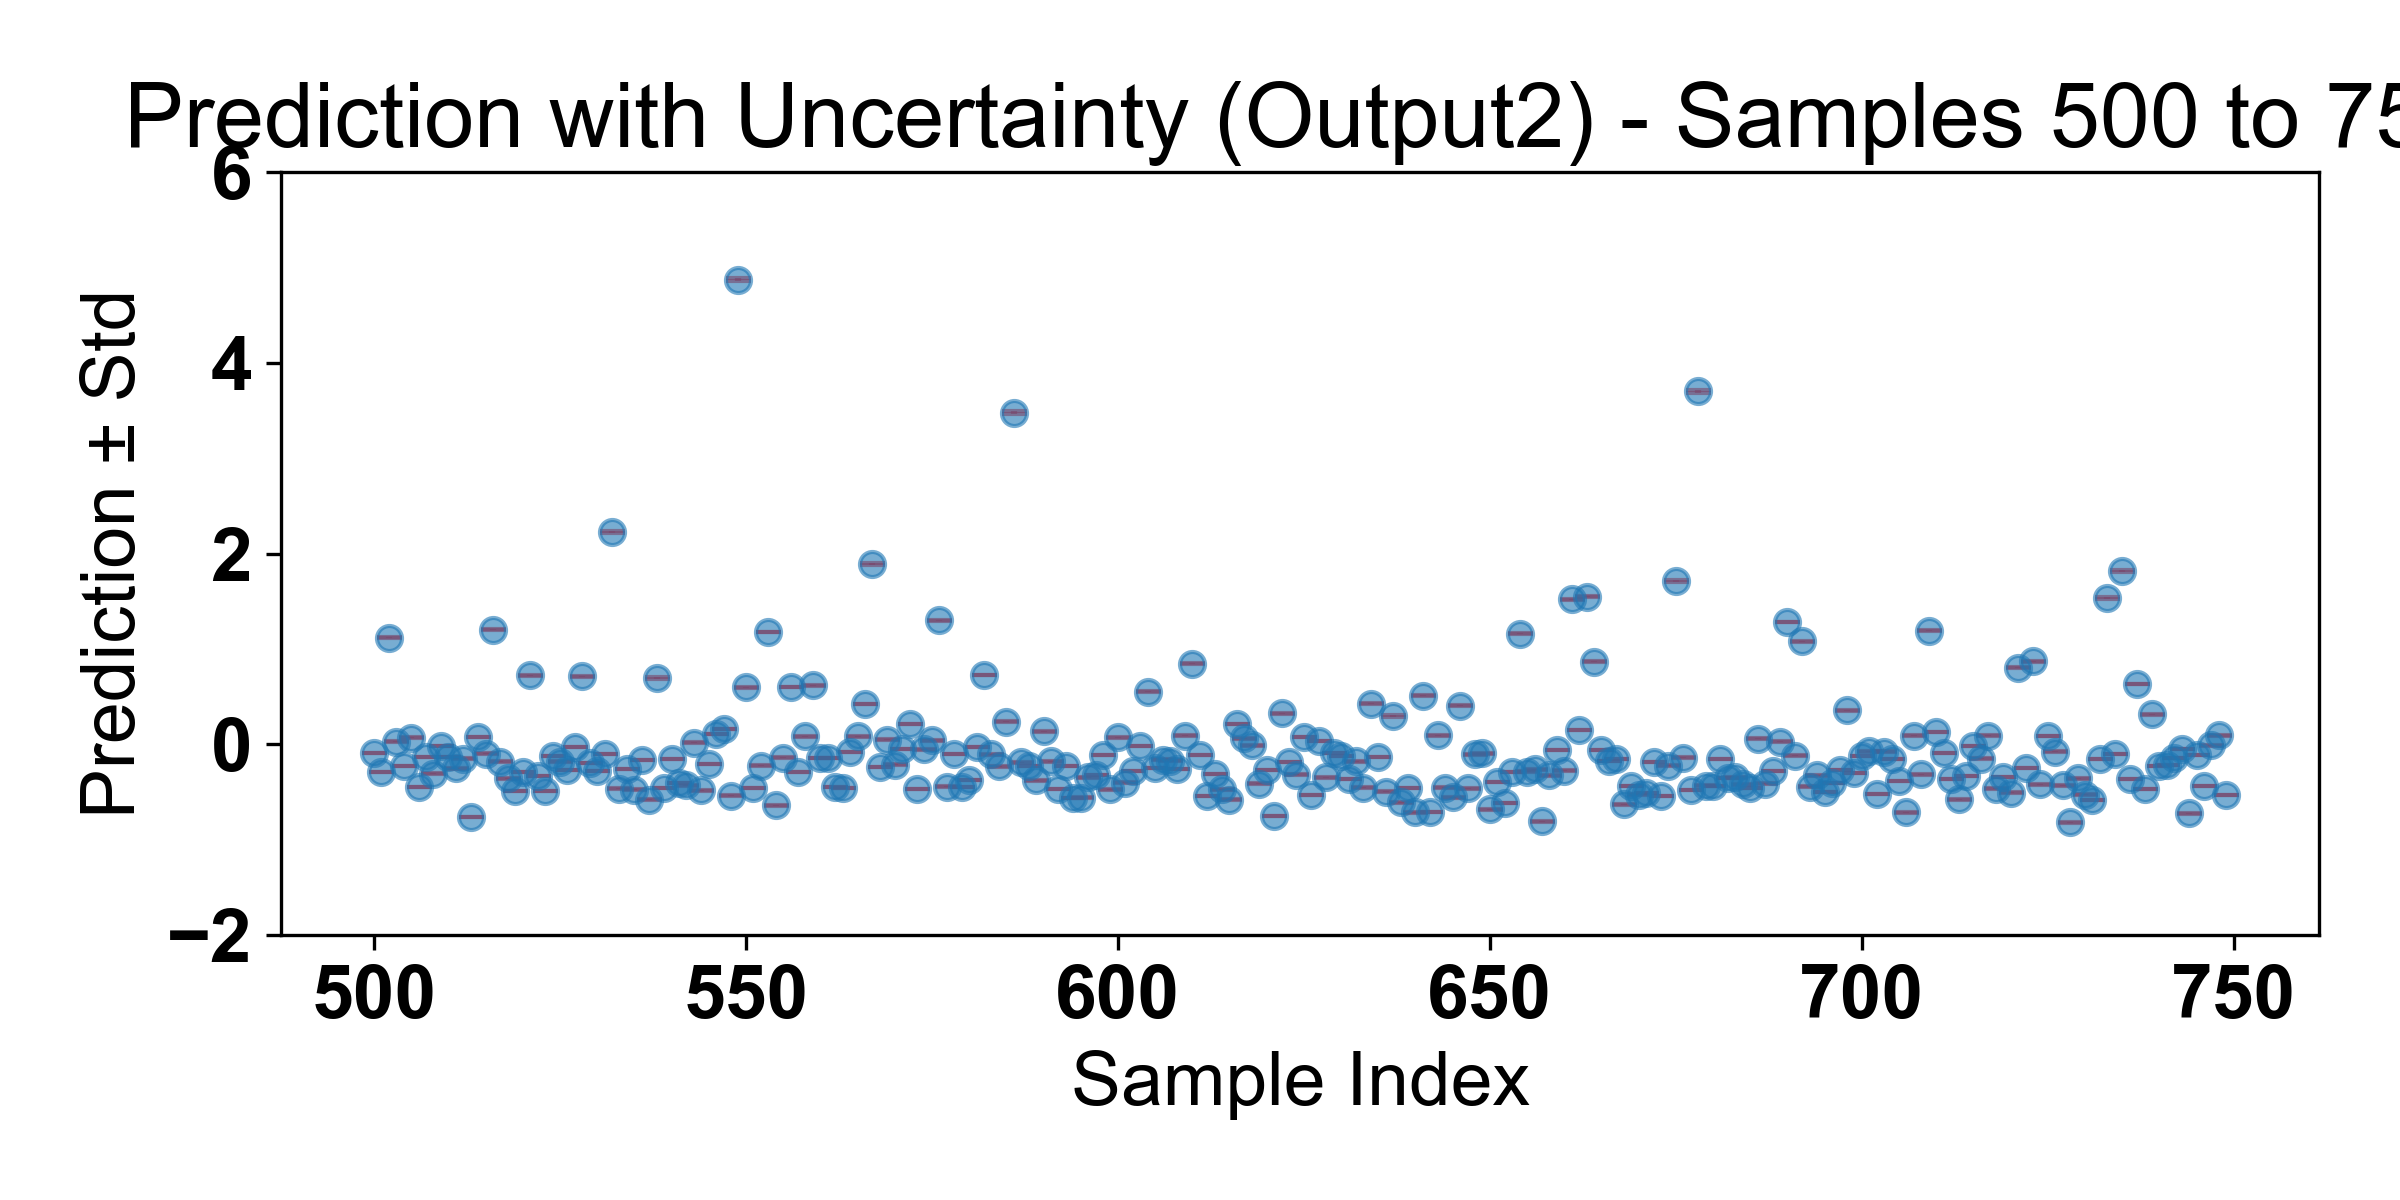 Prediction with Uncertainty (Output2) - Samples 500 to 75
Prediction ± Std
6
4
2
0
−2
500 550 600 650 700 750
Sample Index